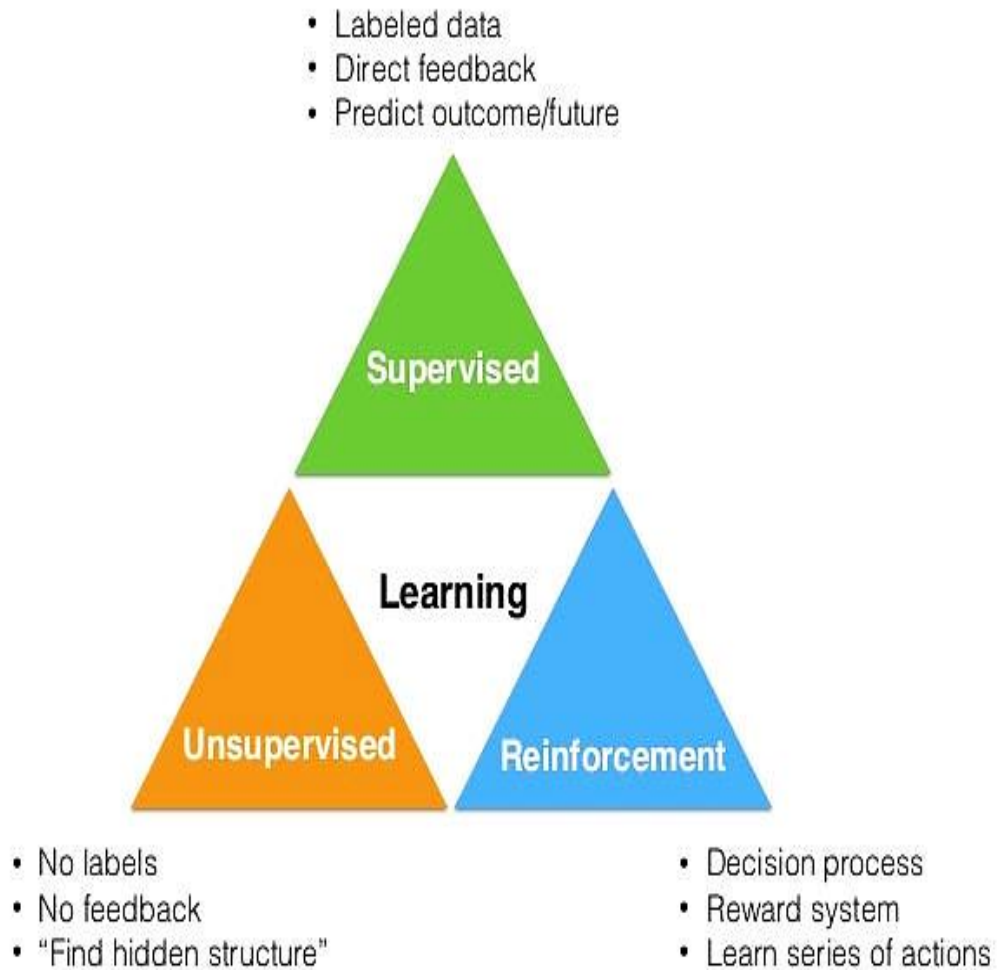 • Labeled data
• Direct feedback
• Predict outcome/future
Supervised
Learning
Unsupervised
Reinforcement
• No labels
• No feedback
• “Find hidden structure”
• Decision process
• Reward system
• Learn series of actions